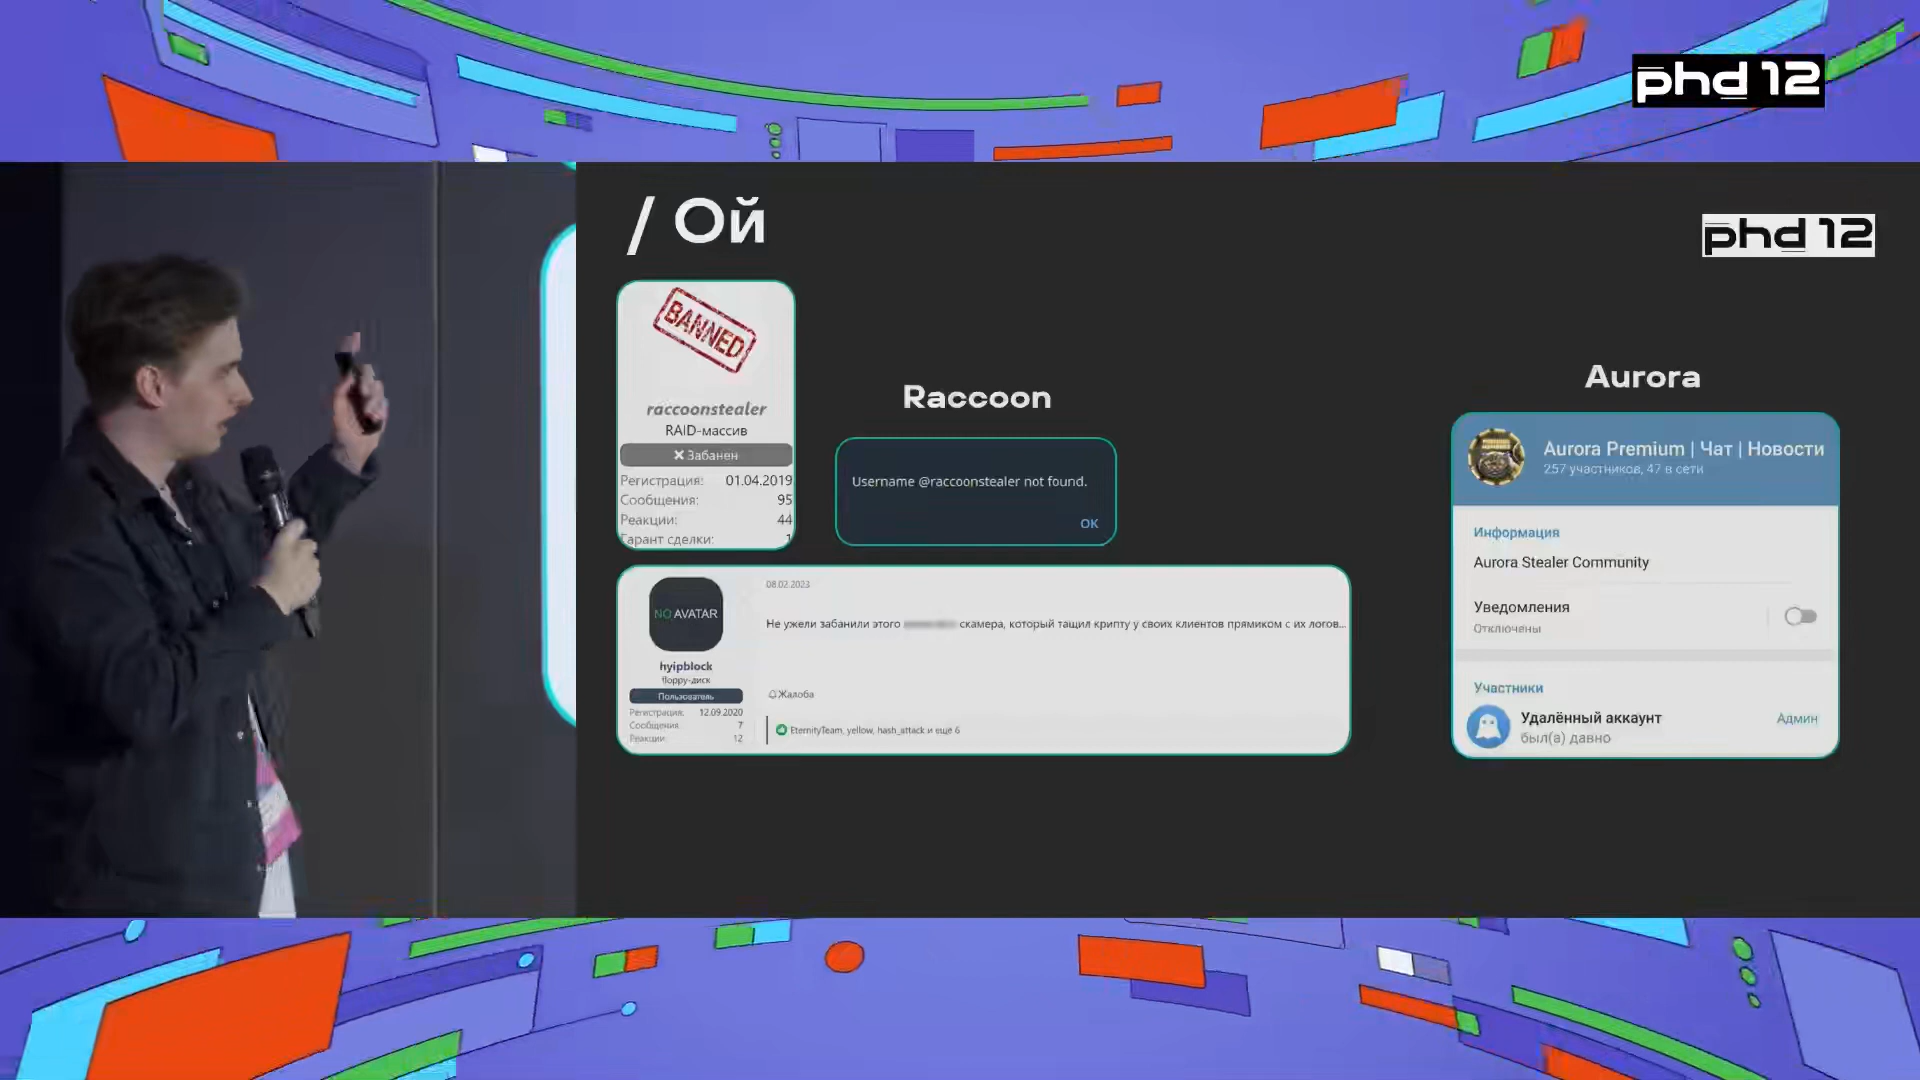 phd 12
/ Ой
phd 12
BANNED
raccoonstealer
RAID-массив
Забанен
Регистрация: 01.04.2019
Сообщения: 95
Реакции: 44
Гарант сделки: 1
Raccoon
Username @raccoonstealer not found.
OK
NO AVATAR
hyipblock
floppy-диск
Пользователь
Регистрация: 12.09.2020
Сообщения: 7
Реакции: 12
08.02.2023
Не ужели забанили этого скамера, который тащил крипту у своих клиентов прямиком с их логов...
Жалоба
EternityTeam, yellow, hash_attack и ещё 6
Aurora
Aurora Premium | Чат | Новости
257 участников, 47 в сети
Информация
Aurora Stealer Community
Уведомления
Отключены
Участники
Удалённый аккаунт Админ
был(а) давно